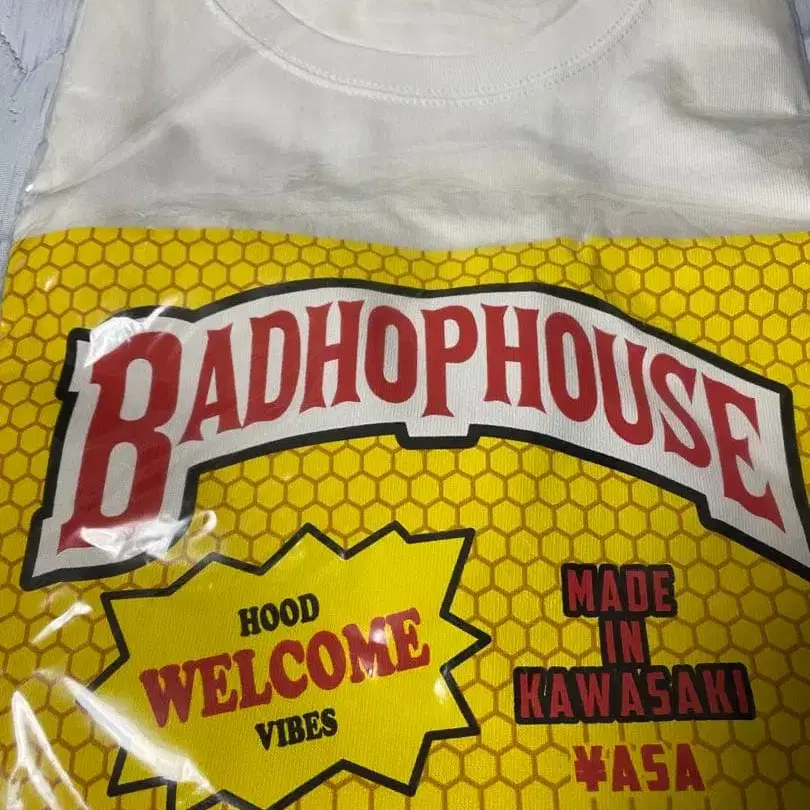 BADHOPHOUSE
HOOD
WELCOME
VIBES
MADE
IN
KAWASAKI
¥ASA